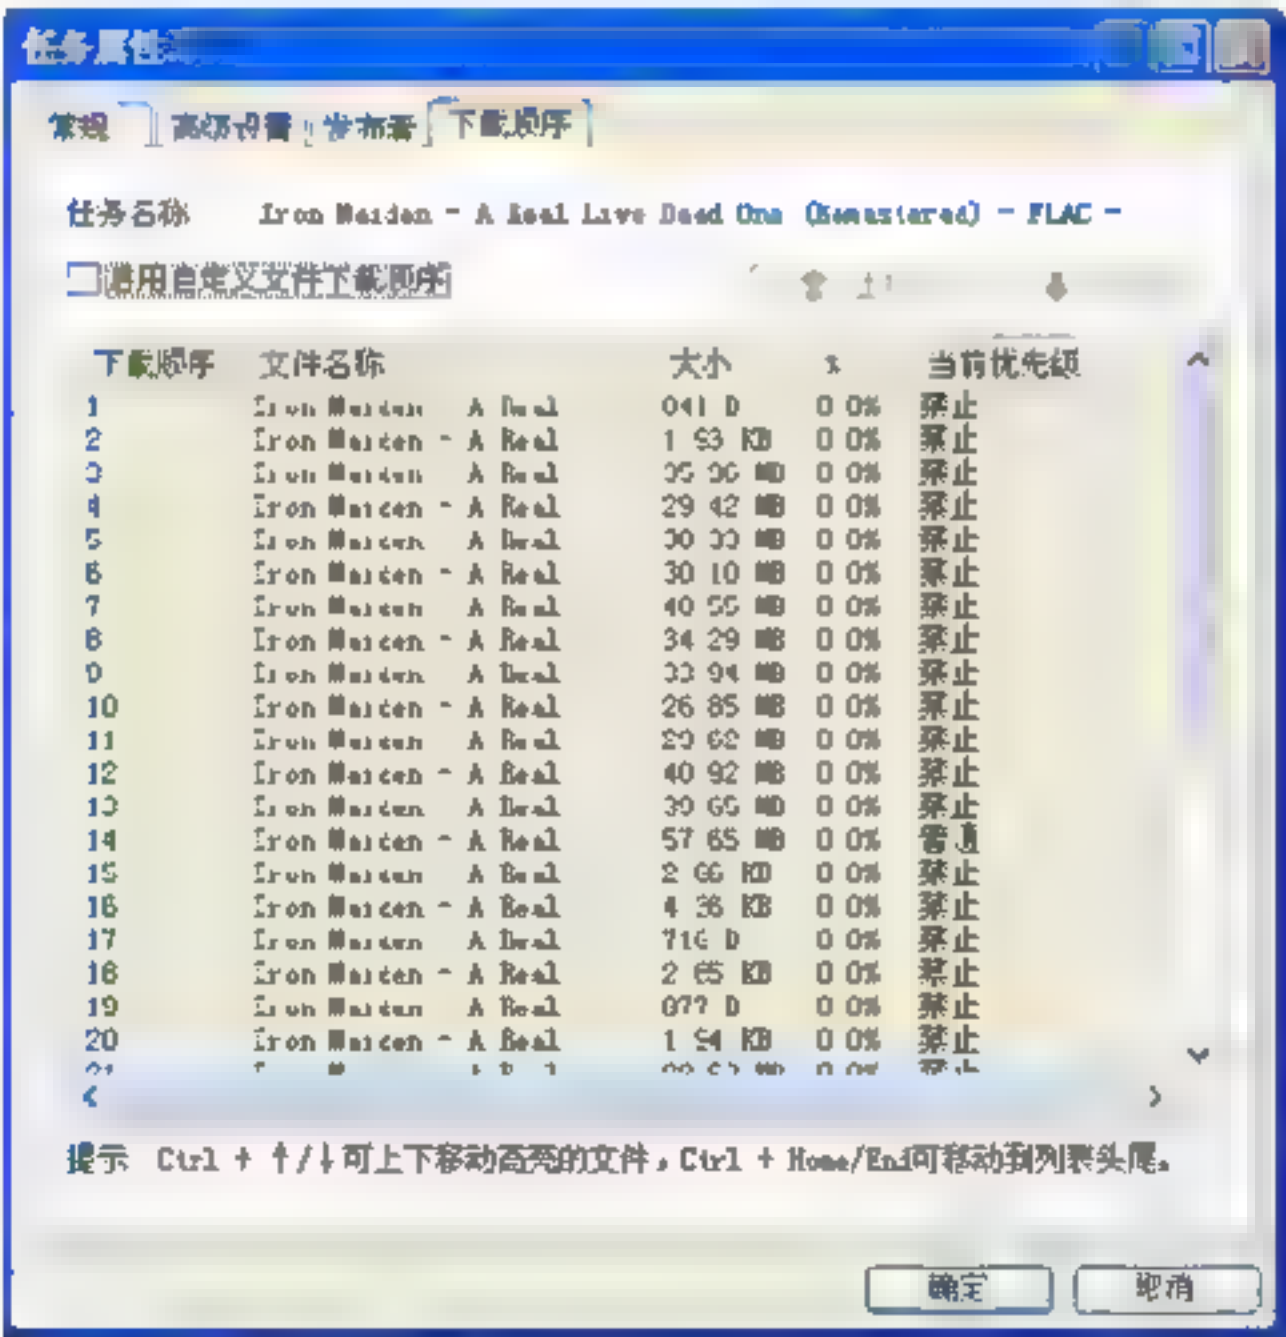 任务属性
常规 高级设置 发布者 下载顺序
任务名称 Iron Maiden - A Real Live Dead One (Remastered) - FLAC -
启用自定义文件下载顺序
下载顺序 文件名称 大小 % 当前优先级
1 Iron Maiden - A Real 0.0% 禁止
2 Iron Maiden - A Real 1.93 KB 0.0% 禁止
3 Iron Maiden - A Real MB 0.0% 禁止
4 Iron Maiden - A Real 29.42 MB 0.0% 禁止
5 Iron Maiden - A Real MB 0.0% 禁止
6 Iron Maiden - A Real 30.10 MB 0.0% 禁止
7 Iron Maiden - A Real 40.55 MB 0.0% 禁止
8 Iron Maiden - A Real 34.29 MB 0.0% 禁止
9 Iron Maiden - A Real 33.94 MB 0.0% 禁止
10 Iron Maiden - A Real 26.85 MB 0.0% 禁止
11 Iron Maiden - A Real MB 0.0% 禁止
12 Iron Maiden - A Real 40.92 MB 0.0% 禁止
13 Iron Maiden - A Real MB 0.0% 禁止
14 Iron Maiden - A Real 57.65 MB 0.0% 普通
15 Iron Maiden - A Real 2.66 KB 0.0% 禁止
16 Iron Maiden - A Real 4.36 KB 0.0% 禁止
17 Iron Maiden - A Real 716 B 0.0% 禁止
18 Iron Maiden - A Real 2.65 KB 0.0% 禁止
19 Iron Maiden - A Real 877 B 0.0% 禁止
20 Iron Maiden - A Real 1.94 KB 0.0% 禁止
提示 Ctrl + ↑/↓可上下移动高亮的文件，Ctrl + Home/End可移动到列表头尾。
确定 取消